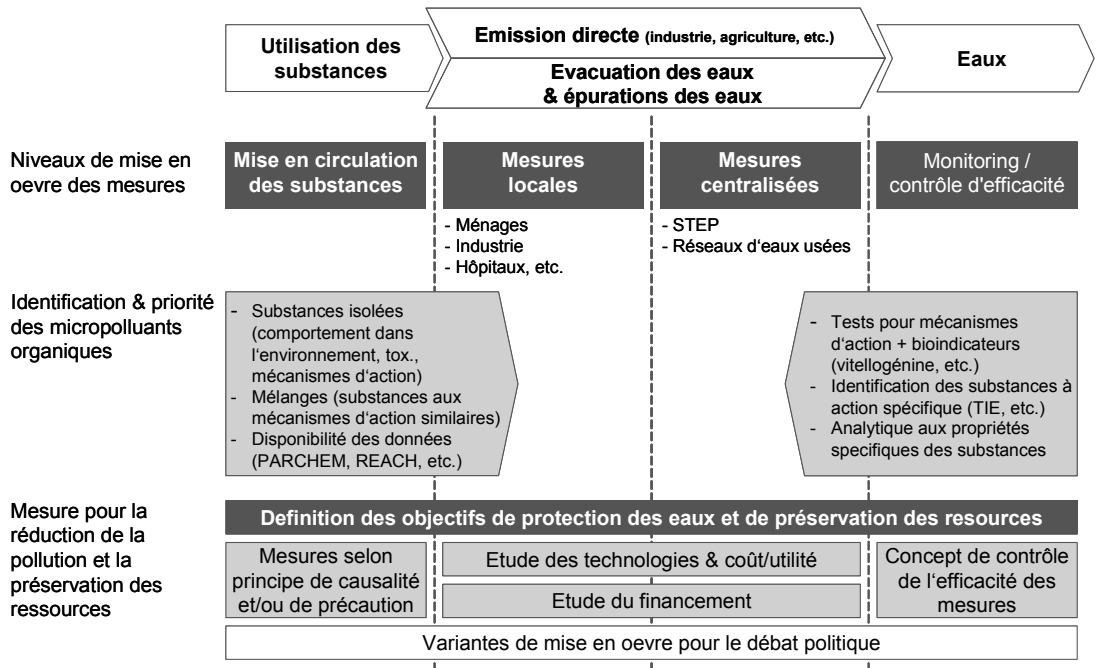 Utilisation des
substances
Emission directe (industrie, agriculture, etc.)
Evacuation des eaux
& épurations des eaux
Eaux
Niveaux de mise en
oevre des mesures
Mise en circulation
des substances
Mesures
locales
Mesures
centralisées
Monitoring /
contrôle d'efficacité
- Ménages
- Industrie
- Hôpitaux, etc.
- STEP
- Réseaux d'eaux usées
Identification & priorité
des micropolluants
organiques
- Substances isolées
(comportement dans
l'environnement, tox.,
mécanismes d'action)
- Mélanges (substances aux
mécanismes d'action similaires)
- Disponibilité des données
(PARCHEM, REACH, etc.)
- Tests pour mécanismes
d'action + bioindicateurs
(vitellogénine, etc.)
- Identification des substances à
action spécifique (TIE, etc.)
- Analytique aux propriétés
specifiques des substances
Mesure pour la
réduction de la
pollution et la
préservation des
ressources
Definition des objectifs de protection des eaux et de préservation des resources
Mesures selon
principe de causalité
et/ou de précaution
Etude des technologies & coût/utilité
Etude du financement
Concept de contrôle
de l'efficacité des
mesures
Variantes de mise en oevre pour le débat politique